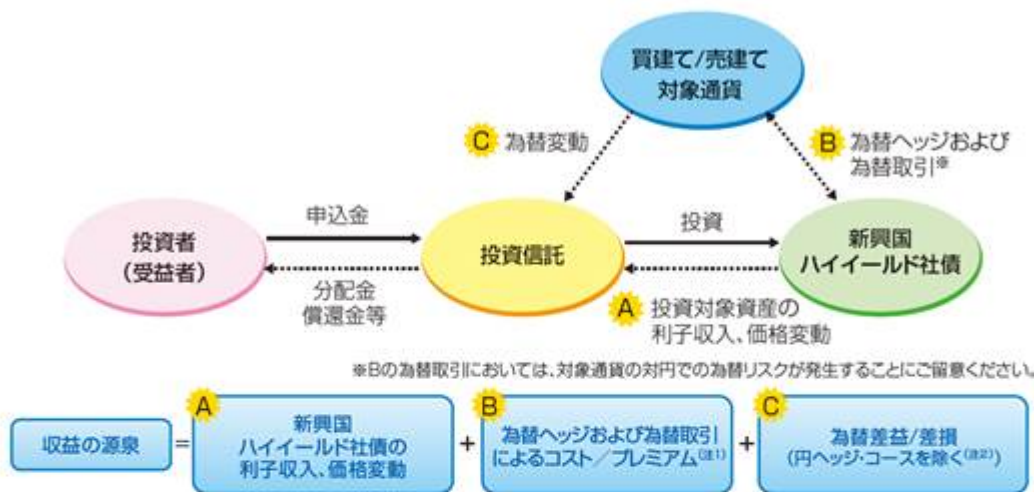 買建て/売建て
対象通貨
C 為替変動
B 為替ヘッジおよび
為替取引※
申込金
投資
投資者
(受益者)
投資信託
新興国
ハイイールド社債
分配金
償還金等
A 投資対象資産の
利子収入、価格変動
※Bの為替取引においては、対象通貨の対円での為替リスクが発生することにご留意ください。
収益の源泉
=
A
新興国
ハイイールド社債の
利子収入、価格変動
+
B
為替ヘッジおよび為替取引
によるコスト/プレミアム(注1)
+
C
為替差益/差損
(円ヘッジ・コースを除く(注2))